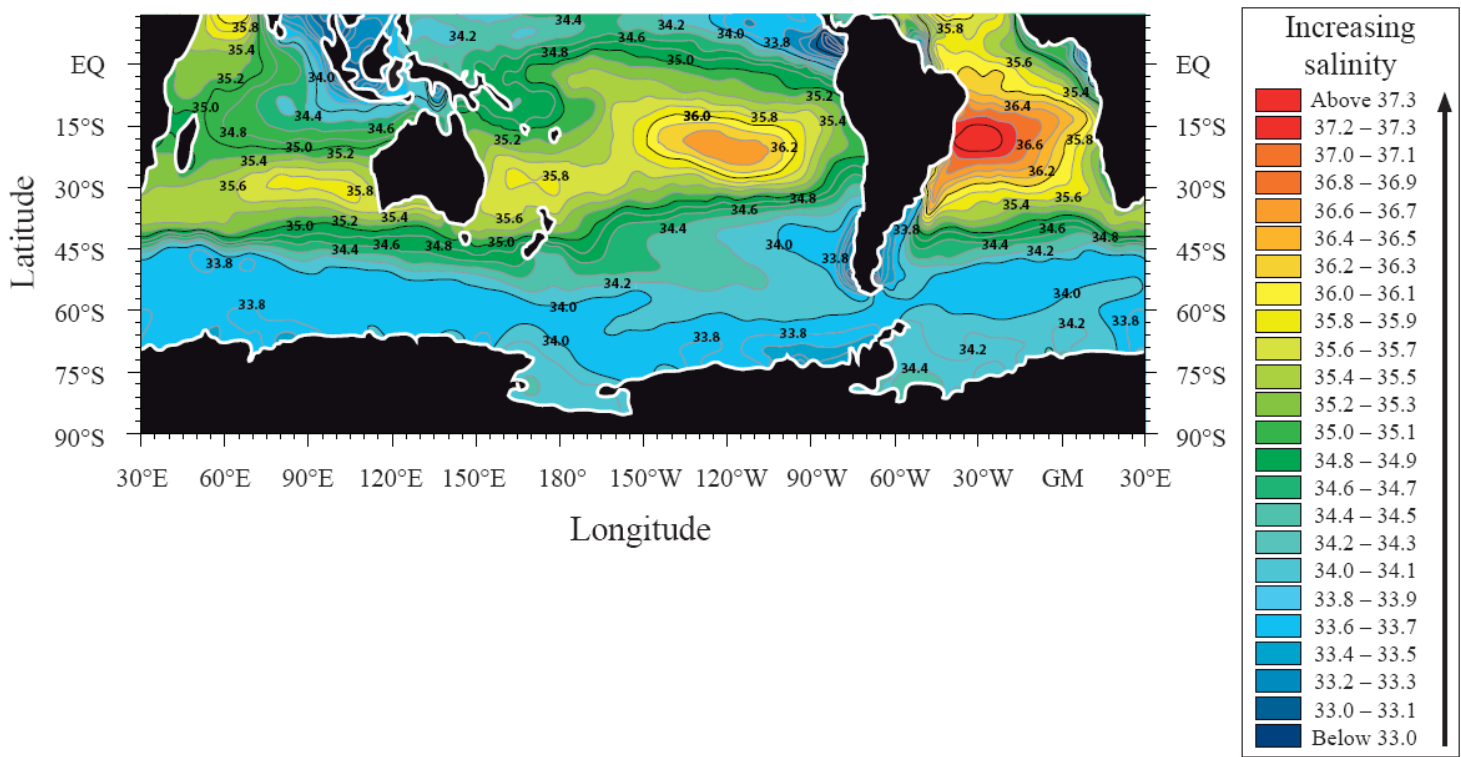 35.8
34.4
34.2
35.8
34.2
34.6
34.0
33.8
35.4
34.8
35.0
35.6
EQ
35.2
34.0
EQ
35.4
35.0
34.4
34.6
35.2
36.4
15°S
34.8
35.0
35.2
35.2
36.0
35.8
35.4
36.2
36.6
35.8
15°S
35.4
35.8
36.2
30°S
35.6
35.8
35.4
35.6
34.6
34.8
35.4
35.6
30°S
35.0
35.2
34.4
33.8
34.6
34.8
45°S
34.4
34.6
34.8
35.0
34.0
33.8
34.4
34.2
45°S
33.8
34.2
60°S
33.8
34.0
34.0
34.2
33.8
60°S
34.0
33.8
33.8
34.2
75°S
34.4
75°S
90°S
90°S
30°E 60°E 90°E 120°E 150°E 180° 150°W 120°W 90°W 60°W 30°W GM 30°E
Longitude
Latitude
Increasing
salinity
Above 37.3
37.2 – 37.3
37.0 – 37.1
36.8 – 36.9
36.6 – 36.7
36.4 – 36.5
36.2 – 36.3
36.0 – 36.1
35.8 – 35.9
35.6 – 35.7
35.4 – 35.5
35.2 – 35.3
35.0 – 35.1
34.8 – 34.9
34.6 – 34.7
34.4 – 34.5
34.2 – 34.3
34.0 – 34.1
33.8 – 33.9
33.6 – 33.7
33.4 – 33.5
33.2 – 33.3
33.0 – 33.1
Below 33.0